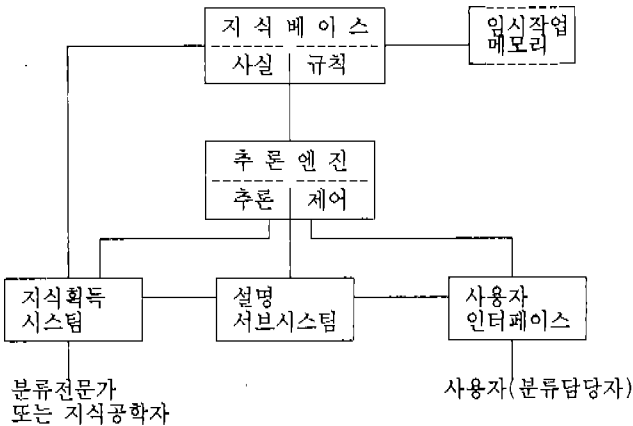 지 식 베 이 스
사실 규칙
임시작업
메모리
추 론 엔 진
추론 제어
지식획득
시스팀
설명
서브시스팀
사용자
인터페이스
분류전문가
또는 지식공학자
사용자(분류담당자)